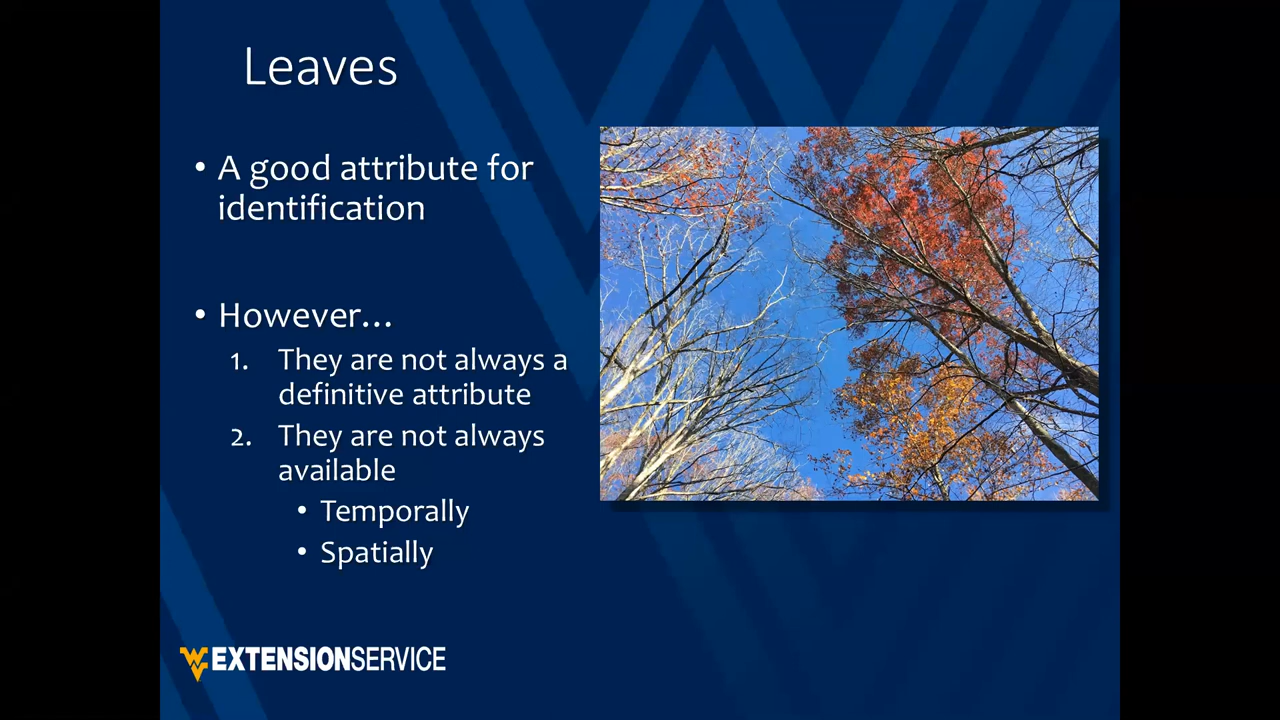 Leaves
• A good attribute for
identification
• However…
1. They are not always a
definitive attribute
2. They are not always
available
• Temporally
• Spatially
WV EXTENSIONSERVICE